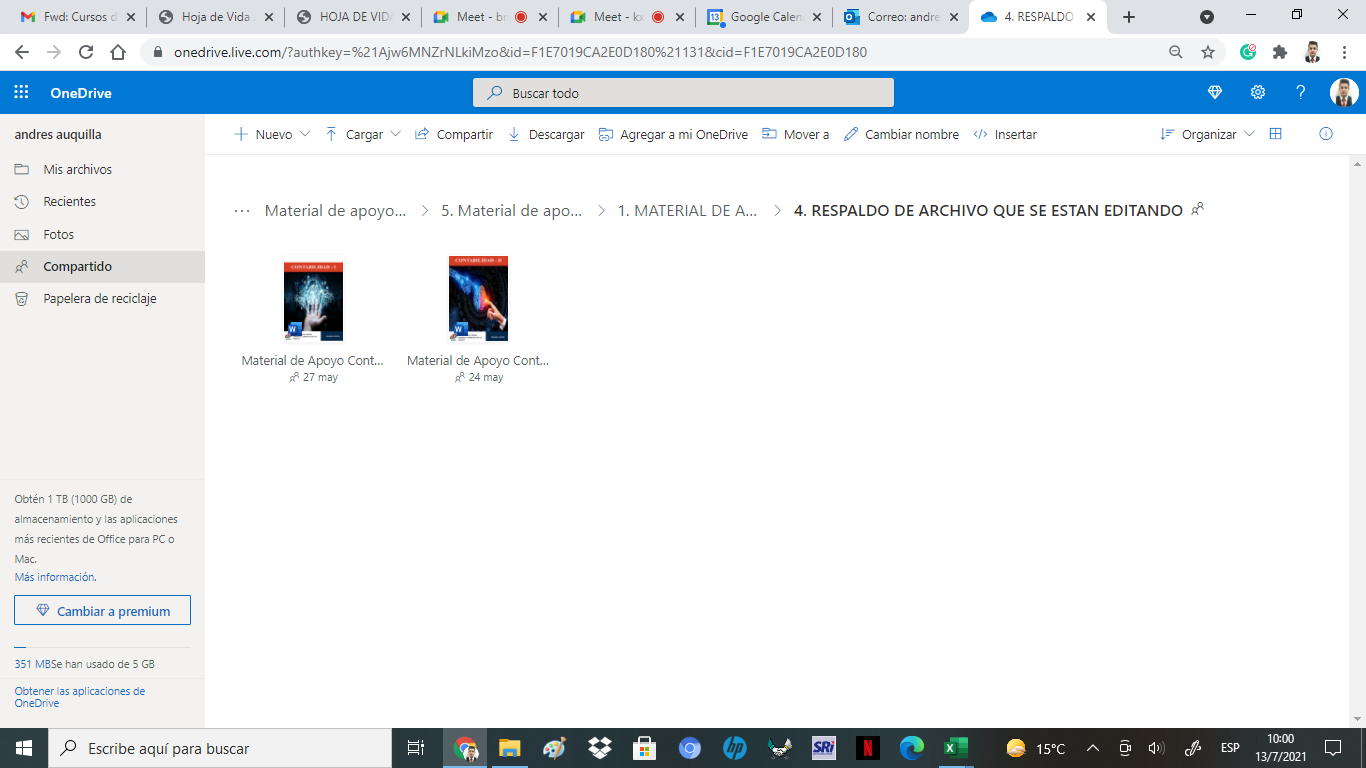 Fwd: Cursos d
Hoja de Vida
HOJA DE VIDA
Meet - br
Meet - kx
Google Calen
Correo: andre
4. RESPALDO
onedrive.live.com/?authkey=%21Ajw6MNZrNLkiMzo&id=F1E7019CA2E0D180%21131&cid=F1E7019CA2E0D180
OneDrive
Buscar todo
andres auquilla
Nuevo
Cargar
Compartir
Descargar
Agregar a mi OneDrive
Mover a
Cambiar nombre
Insertar
Organizar
Mis archivos
Recientes
Fotos
Compartido
Papelera de reciclaje
··· Material de apoyo... > 5. Material de apo... > 1. MATERIAL DE A... > 4. RESPALDO DE ARCHIVO QUE SE ESTAN EDITANDO
CONTABILIDAD - I
CONTABILIDAD - II
Material de Apoyo Cont...
27 may
Material de Apoyo Cont...
24 may
Obtén 1 TB (1000 GB) de
almacenamiento y las aplicaciones
más recientes de Office para PC o
Mac.
Más información.
Cambiar a premium
351 MBSe han usado de 5 GB
Obtener las aplicaciones de
OneDrive
Escribe aquí para buscar
SRi
15°C
ESP
10:00
13/7/2021